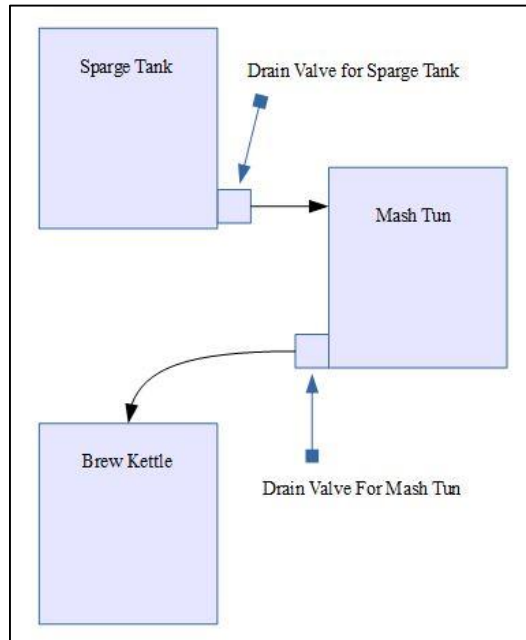 Sparge Tank
Drain Valve for Sparge Tank
Mash Tun
Brew Kettle
Drain Valve For Mash Tun